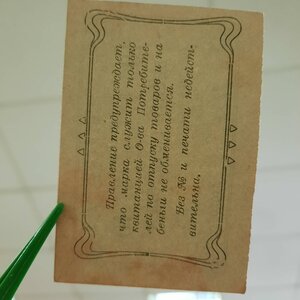 Правление предупреждает,
что марка служит только
квитанцией О-ва Потребите-
лей по отпуску товаров и на
деньги не обменивается.
Без № и печати недейст-
вительна.